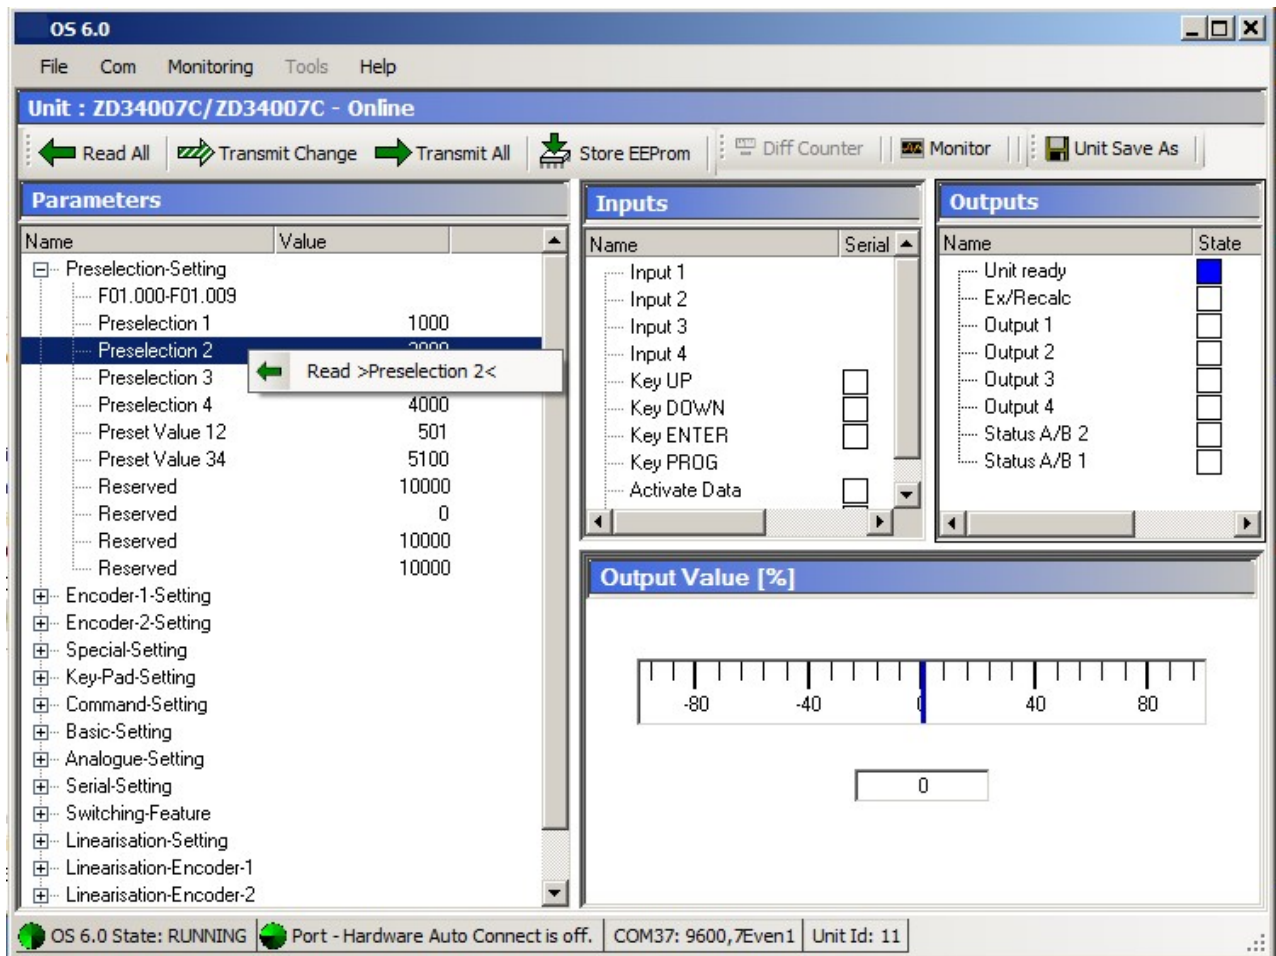 OS 6.0
File Com Monitoring Tools Help
Unit : ZD34007C/ZD34007C - Online
Read All Transmit Change Transmit All Store EEProm Diff Counter Monitor Unit Save As
Parameters
Name Value
Preselection-Setting
F01.000-F01.009
Preselection 1 1000
Preselection 2
Read >Preselection 2<
Preselection 3
Preselection 4 4000
Preset Value 12 501
Preset Value 34 5100
Reserved 10000
Reserved 0
Reserved 10000
Reserved 10000
Encoder-1-Setting
Encoder-2-Setting
Special-Setting
Key-Pad-Setting
Command-Setting
Basic-Setting
Analogue-Setting
Serial-Setting
Switching-Feature
Linearisation-Setting
Linearisation-Encoder-1
Linearisation-Encoder-2
Inputs
Name Serial
Input 1
Input 2
Input 3
Input 4
Key UP
Key DOWN
Key ENTER
Key PROG
Activate Data
Outputs
Name State
Unit ready
Ex/Recalc
Output 1
Output 2
Output 3
Output 4
Status A/B 2
Status A/B 1
Output Value [%]
-80 -40 0 40 80
0
OS 6.0 State: RUNNING Port - Hardware Auto Connect is off. COM37: 9600,7Even1 Unit Id: 11